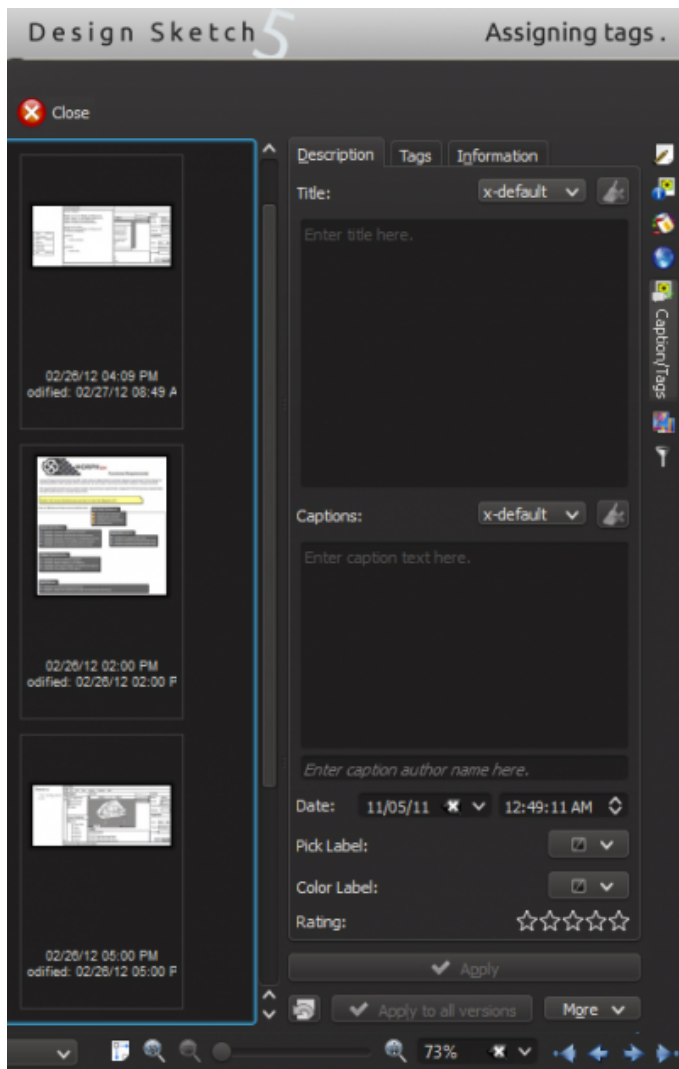 Design Sketch 5
Assigning tags .
Close
Description Tags Information
Title: x-default
Enter title here.
02/26/12 04:09 PM
odified: 02/27/12 08:49 A
Caption/Tags
Captions: x-default
Enter caption text here.
02/26/12 02:00 PM
odified: 02/26/12 02:00 P
Enter caption author name here.
Date: 11/05/11 12:49:11 AM
Pick Label:
Color Label:
Rating:
02/26/12 05:00 PM
odified: 02/26/12 05:00 P
Apply
Apply to all versions More
73%